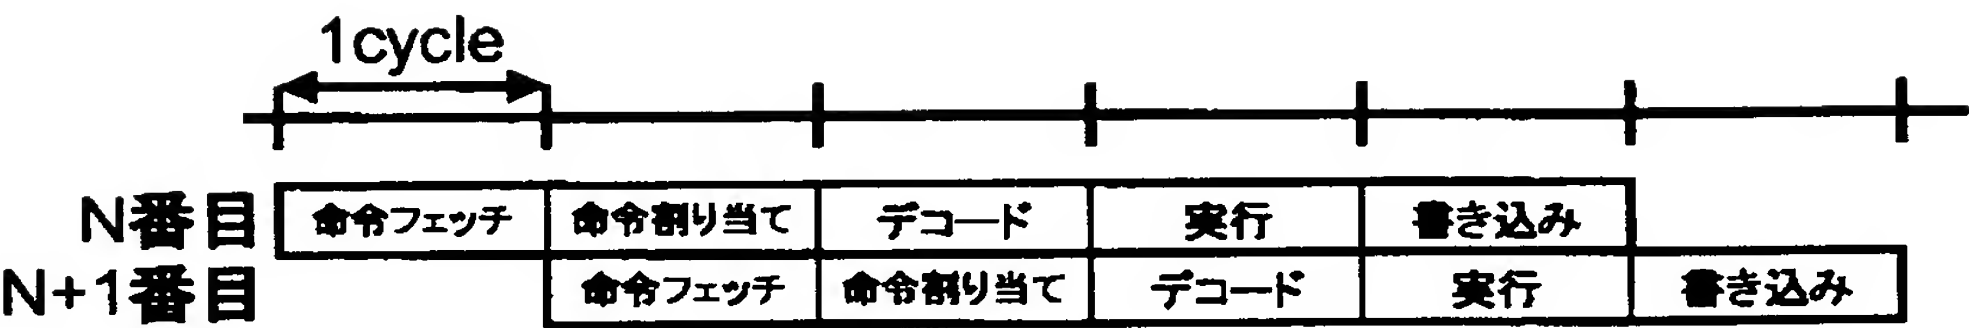 1cycle
N番目 命令フェッチ 命令割り当て デコード 実行 書き込み
N+1番目 命令フェッチ 命令割り当て デコード 実行 書き込み